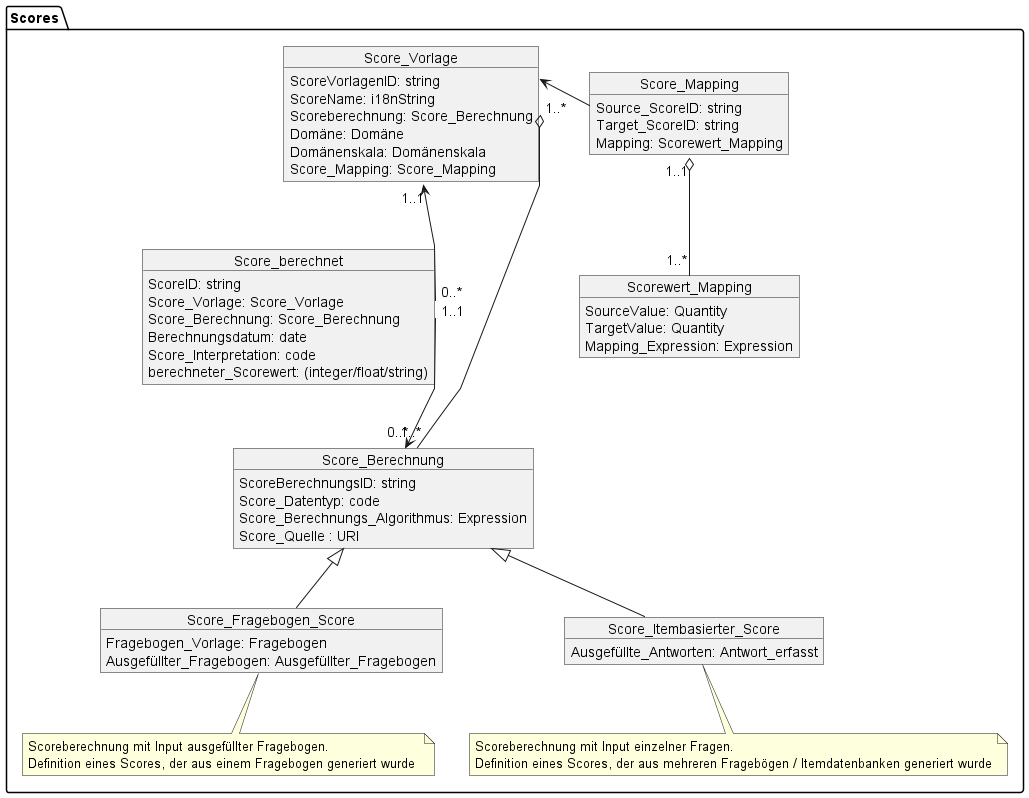 Scores
Score_Vorlage
ScoreVorlagenID: string
ScoreName: i18nString
Scoreberechnung: Score_Berechnung
Domäne: Domäne
Domänenskala: Domänenskala
Score_Mapping: Score_Mapping
Score_Mapping
Source_ScoreID: string
Target_ScoreID: string
Mapping: Scorewert_Mapping
1..*
1..1
1..1
Score_berechnet
ScoreID: string
Score_Vorlage: Score_Vorlage
Score_Berechnung: Score_Berechnung
Berechnungsdatum: date
Score_Interpretation: code
berechneter_Scorewert: (integer/float/string)
0..*
1..1
1..*
Scorewert_Mapping
SourceValue: Quantity
TargetValue: Quantity
Mapping_Expression: Expression
Score_Berechnung
ScoreBerechnungsID: string
Score_Datentyp: code
Score_Berechnungs_Algorithmus: Expression
Score_Quelle : URI
Score_Fragebogen_Score
Fragebogen_Vorlage: Fragebogen
Ausgefüllter_Fragebogen: Ausgefüllter_Fragebogen
Score_Itembasierter_Score
Ausgefüllte_Antworten: Antwort_erfasst
Scoreberechnung mit Input ausgefüllter Fragebogen.
Definition eines Scores, der aus einem Fragebogen generiert wurde
Scoreberechnung mit Input einzelner Fragen.
Definition eines Scores, der aus mehreren Fragebögen / Itemdatenbanken generiert wurde